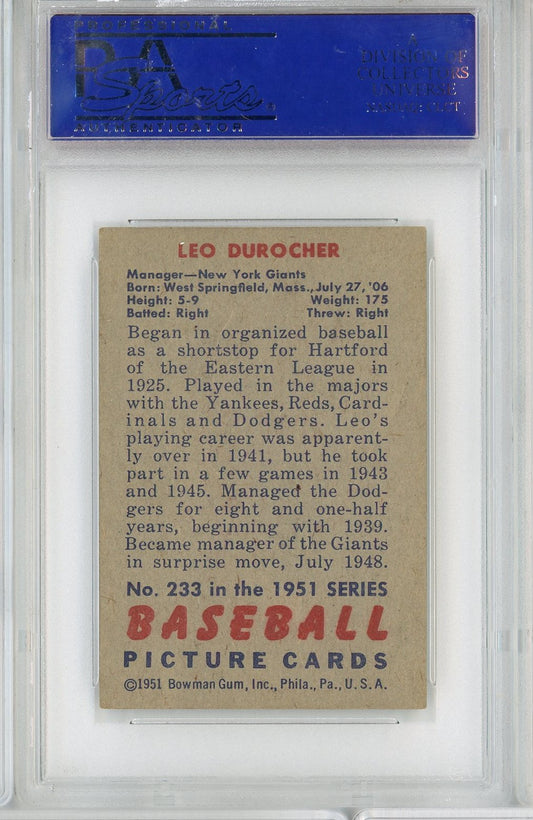 PROFESSIONAL
PSA
Sports
AUTHENTICATOR
A
DIVISION OF
COLLECTORS
UNIVERSE
LEO DUROCHER
Manager—New York Giants
Born: West Springfield, Mass., July 27, '06
Height: 5-9 Weight: 175
Batted: Right Threw: Right
Began in organized baseball
as a shortstop for Hartford
of the Eastern League in
1925. Played in the majors
with the Yankees, Reds, Card-
inals and Dodgers. Leo's
playing career was apparent-
ly over in 1941, but he took
part in a few games in 1943
and 1945. Managed the Dod-
gers for eight and one-half
years, beginning with 1939.
Became manager of the Giants
in surprise move, July 1948.
No. 233 in the 1951 SERIES
BASEBALL
PICTURE CARDS
©1951 Bowman Gum, Inc., Phila., Pa., U. S. A.